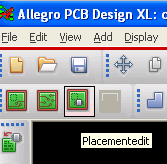 Allegro PCB Design XL: c
File Edit View Add Display
Placementedit